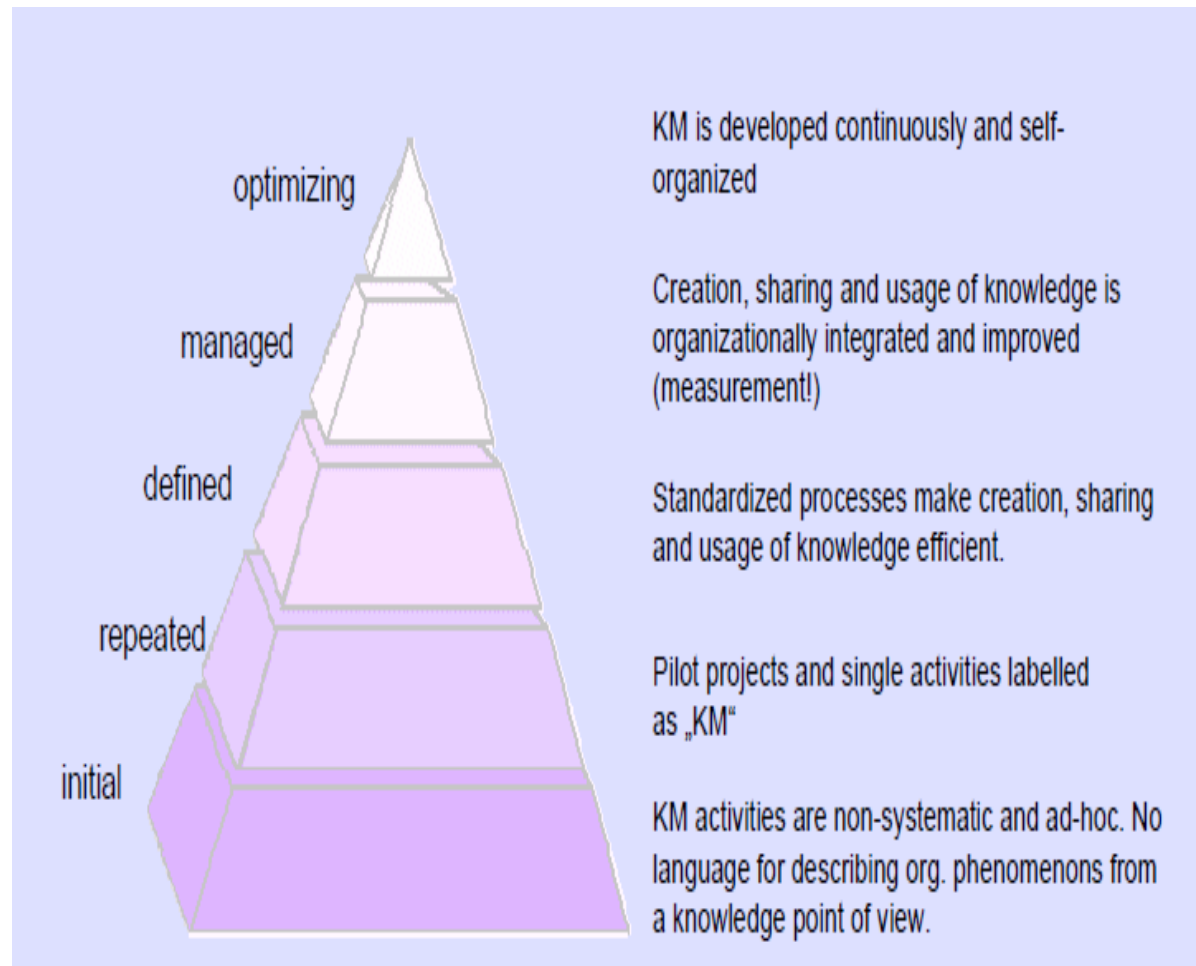 optimizing
KM is developed continuously and self-
organized
managed
Creation, sharing and usage of knowledge is
organizationally integrated and improved
(measurement!)
defined
Standardized processes make creation, sharing
and usage of knowledge efficient.
repeated
Pilot projects and single activities labelled
as „KM“
initial
KM activities are non-systematic and ad-hoc. No
language for describing org. phenomenons from
a knowledge point of view.